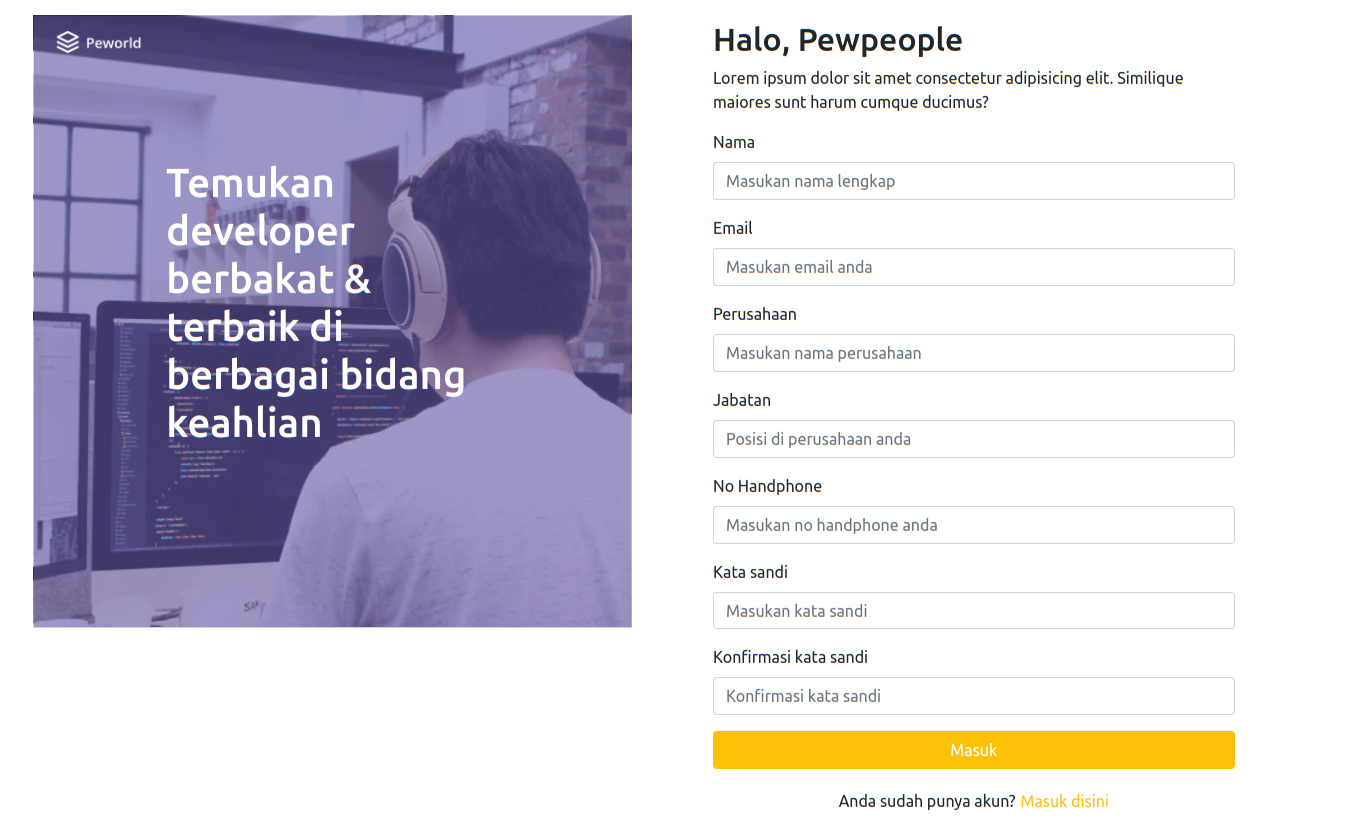 Peworld
Temukan
developer
berbakat &
terbaik di
berbagai bidang
keahlian
Halo, Pewpeople
Lorem ipsum dolor sit amet consectetur adipisicing elit. Similique
maiores sunt harum cumque ducimus?
Nama
Masukan nama lengkap
Email
Masukan email anda
Perusahaan
Masukan nama perusahaan
Jabatan
Posisi di perusahaan anda
No Handphone
Masukan no handphone anda
Kata sandi
Masukan kata sandi
Konfirmasi kata sandi
Konfirmasi kata sandi
Masuk
Anda sudah punya akun? Masuk disini